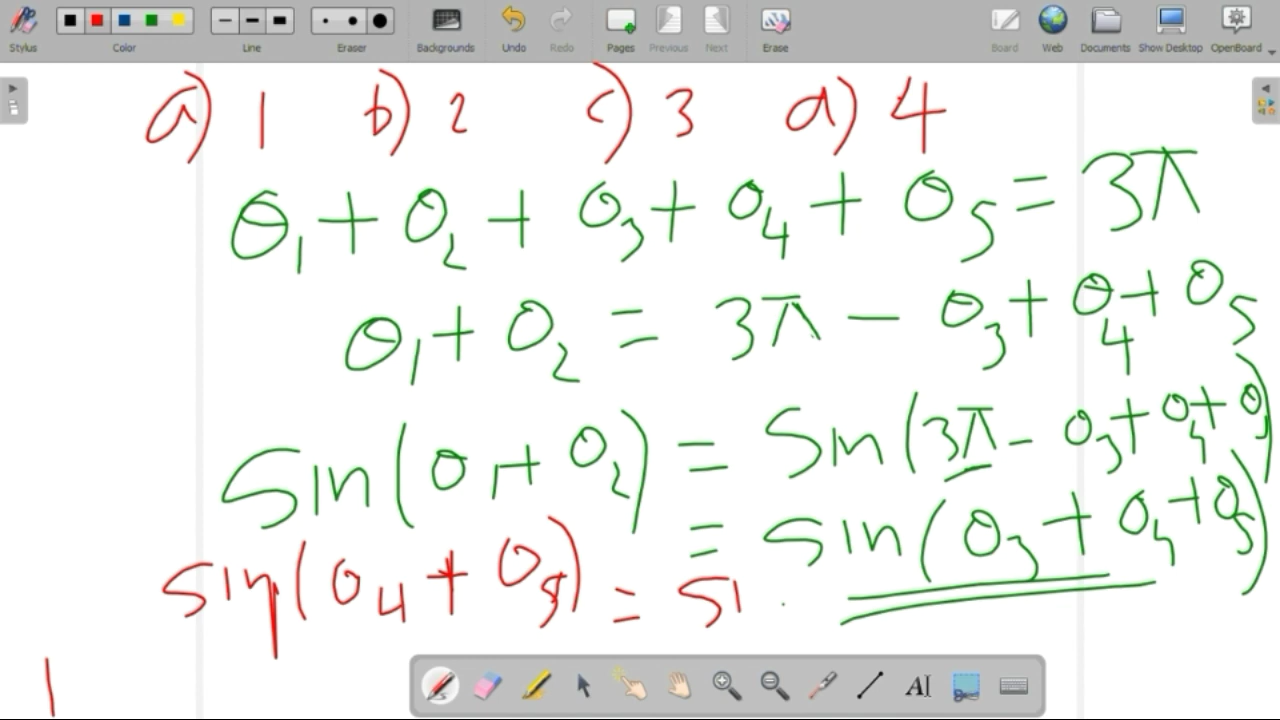 Stylus Color Line Eraser Backgrounds Undo Redo Pages Previous Next Erase Board Web Documents Show Desktop OpenBoard
a) 1 b) 2 c) 3 d) 4
θ₁ + θ₂ + θ₃ + θ₄ + θ₅ = 3π
θ₁ + θ₂ = 3π - θ₃ + θ₄ + θ₅
Sin(θ₁ + θ₂) = Sin(3π - θ₃ + θ₄ + θ₅)
= Sin(θ₃ + θ₄ + θ₅)
sin(θ₄ + θ₅) = si